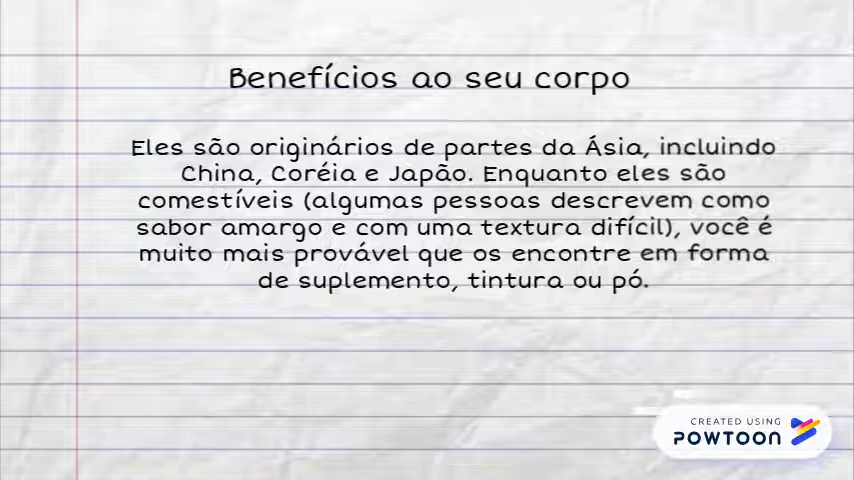 Benefícios ao seu corpo
Eles são originários de partes da Ásia, incluindo
China, Coréia e Japão. Enquanto eles são
comestíveis (algumas pessoas descrevem como
sabor amargo e com uma textura difícil), você é
muito mais provável que os encontre em forma
de suplemento, tintura ou pó.
CREATED USING
POWTOON